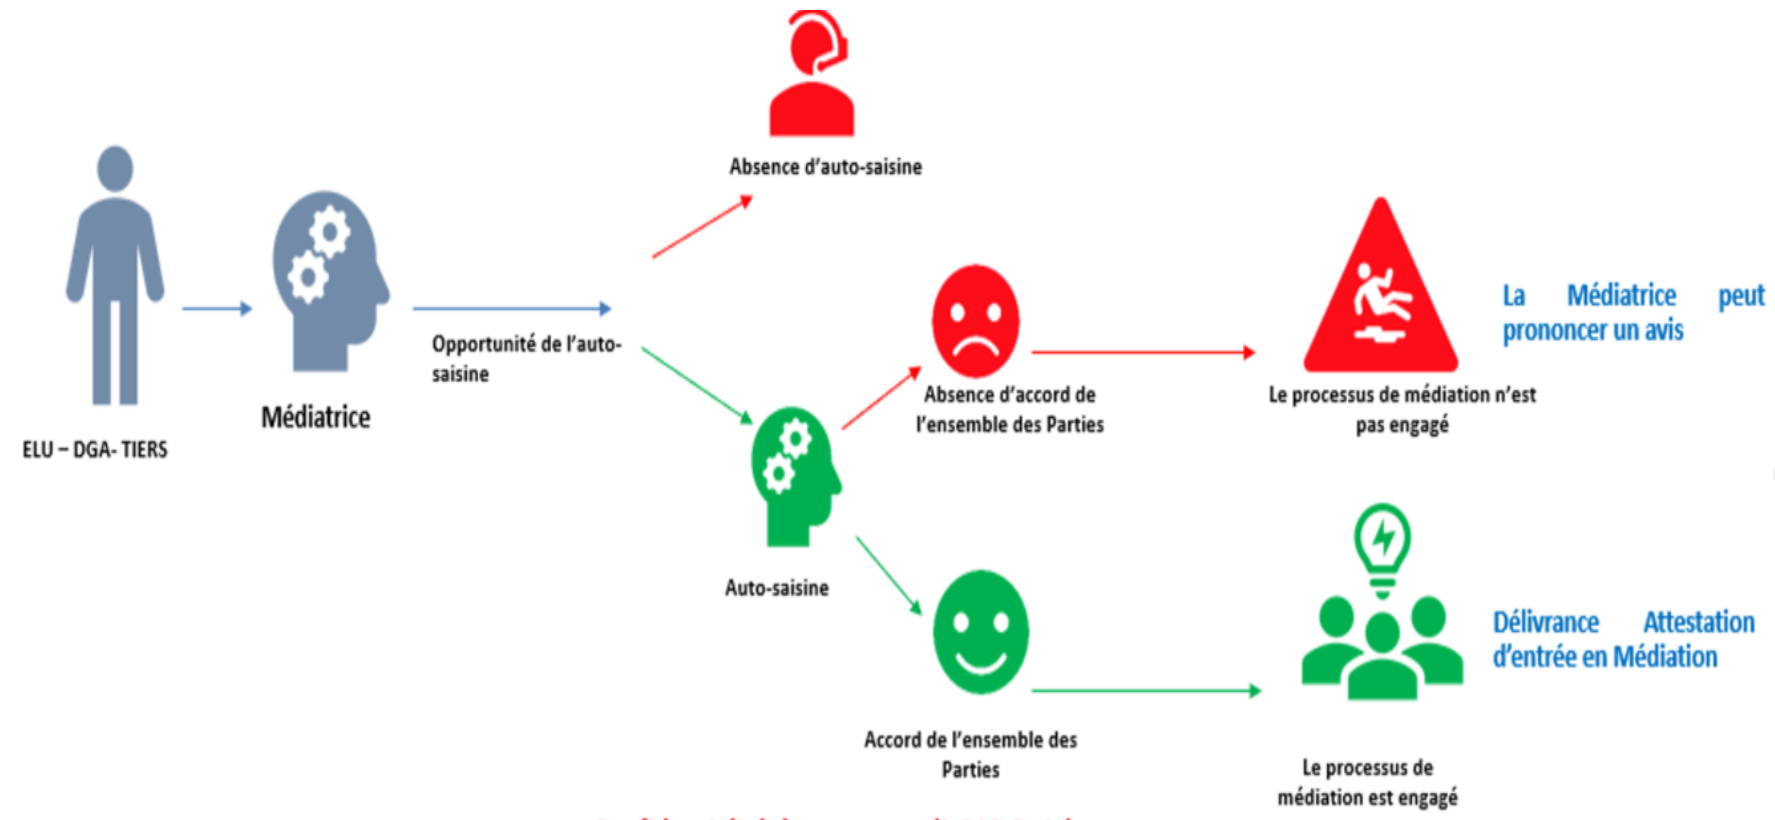 Absence d'auto-saisine
ELU – DGA- TIERS
Médiatrice
Opportunité de l'auto-
saisine
Absence d'accord de
l'ensemble des Parties
Le processus de médiation n'est
pas engagé
La Médiatrice peut
prononcer un avis
Auto-saisine
Accord de l'ensemble des
Parties
Le processus de
médiation est engagé
Délivrance Attestation
d'entrée en Médiation